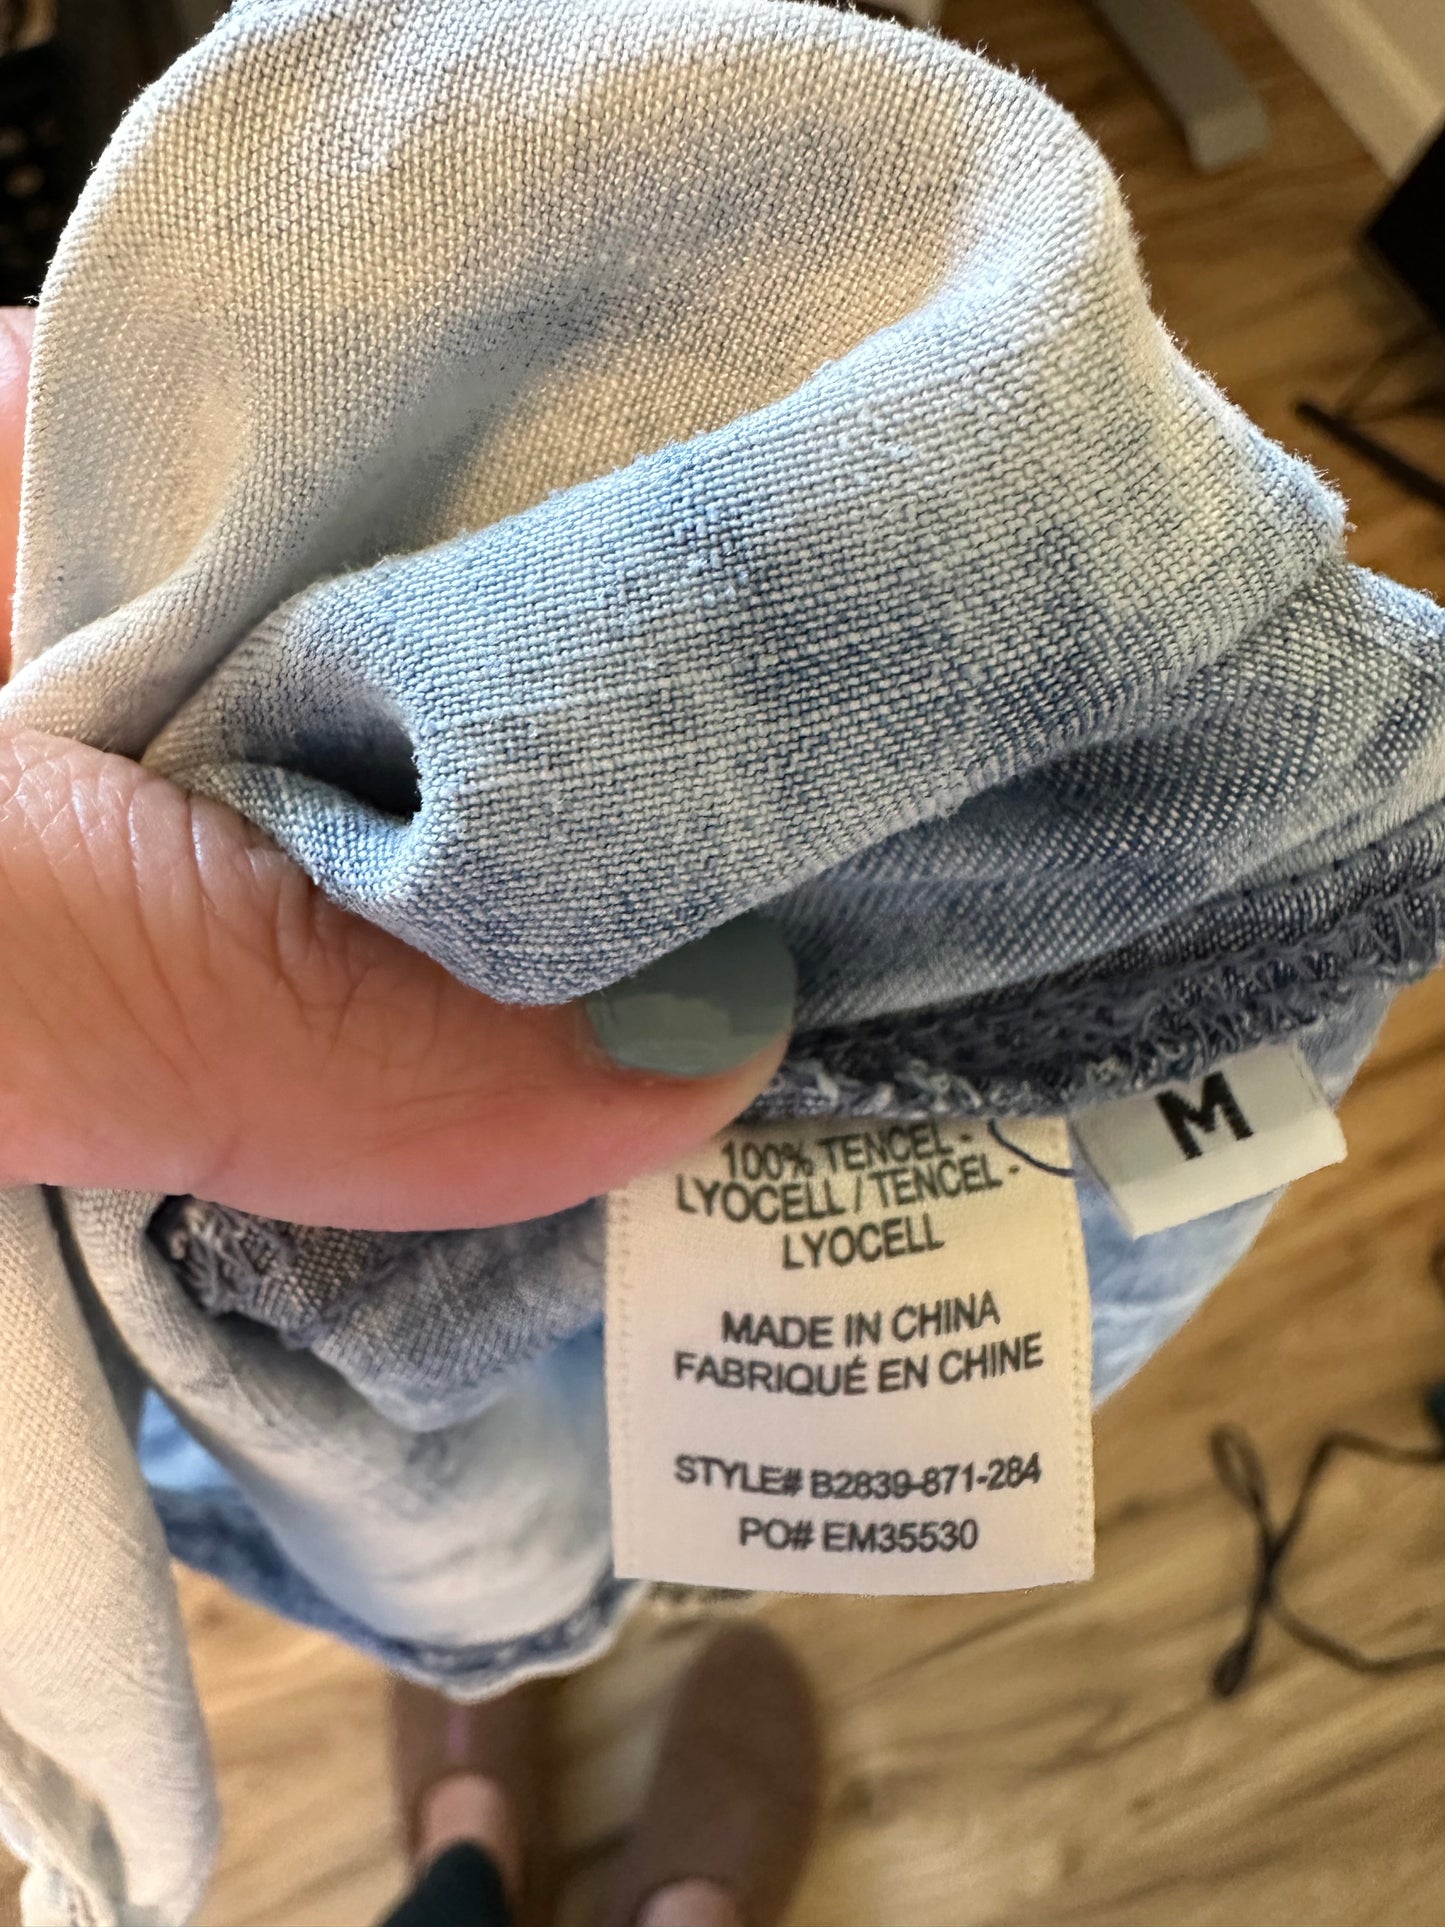 M
100% TENCEL -
LYOCELL / TENCEL -
LYOCELL
MADE IN CHINA
FABRIQUÉ EN CHINE
STYLE# B2839-871-284
PO# EM35530